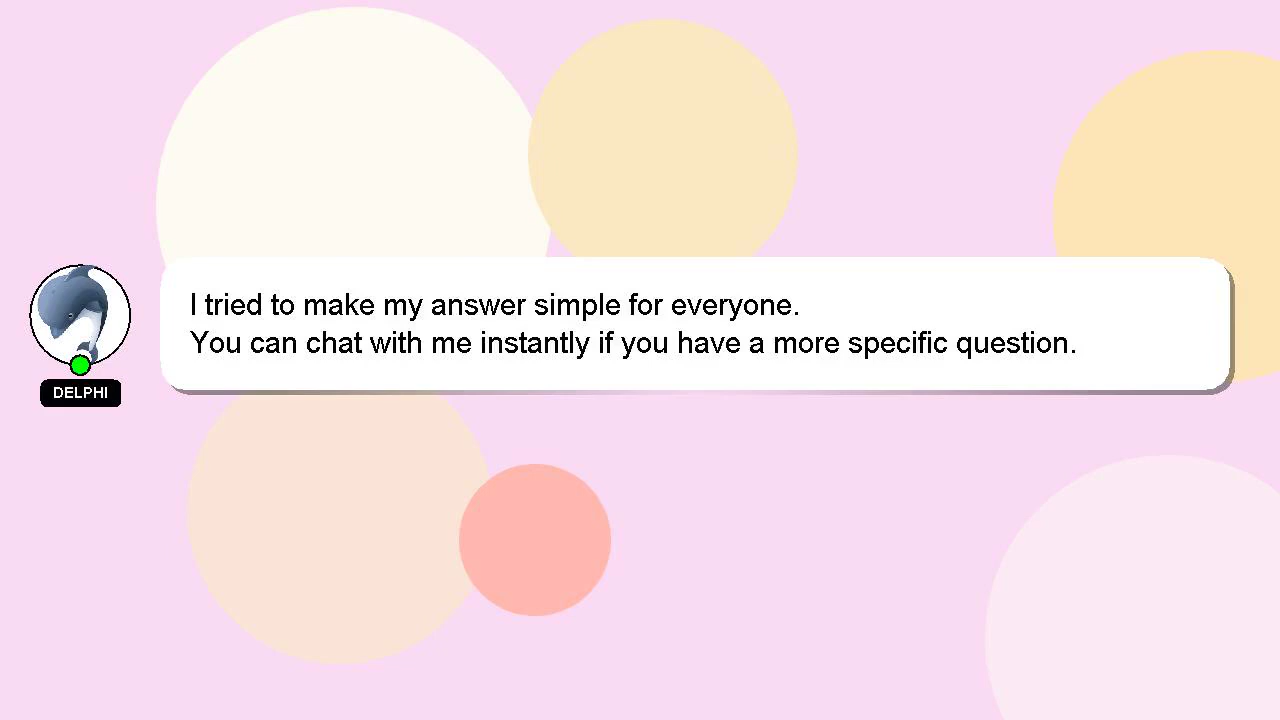 I tried to make my answer simple for everyone.
You can chat with me instantly if you have a more specific question.
DELPHI